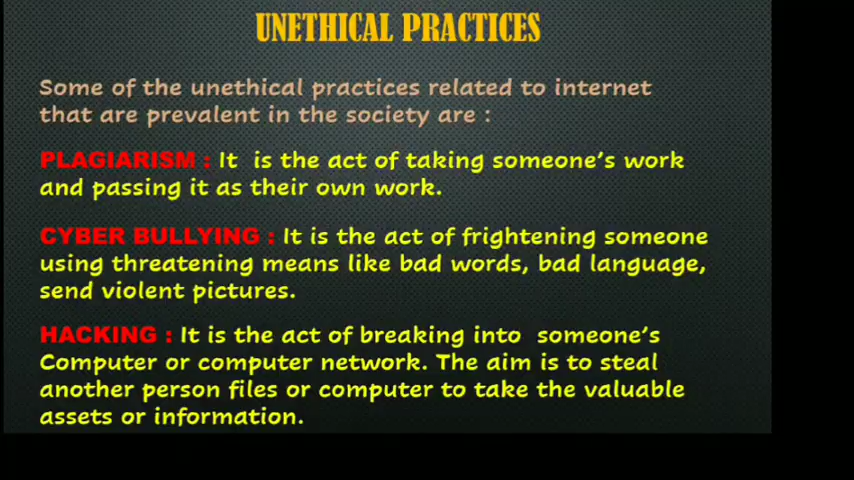 UNETHICAL PRACTICES
Some of the unethical practices related to internet
that are prevalent in the society are :
PLAGIARISM : It is the act of taking someone's work
and passing it as their own work.
CYBER BULLYING : It is the act of frightening someone
using threatening means like bad words, bad language,
send violent pictures.
HACKING : It is the act of breaking into someone's
Computer or computer network. The aim is to steal
another person files or computer to take the valuable
assets or information.